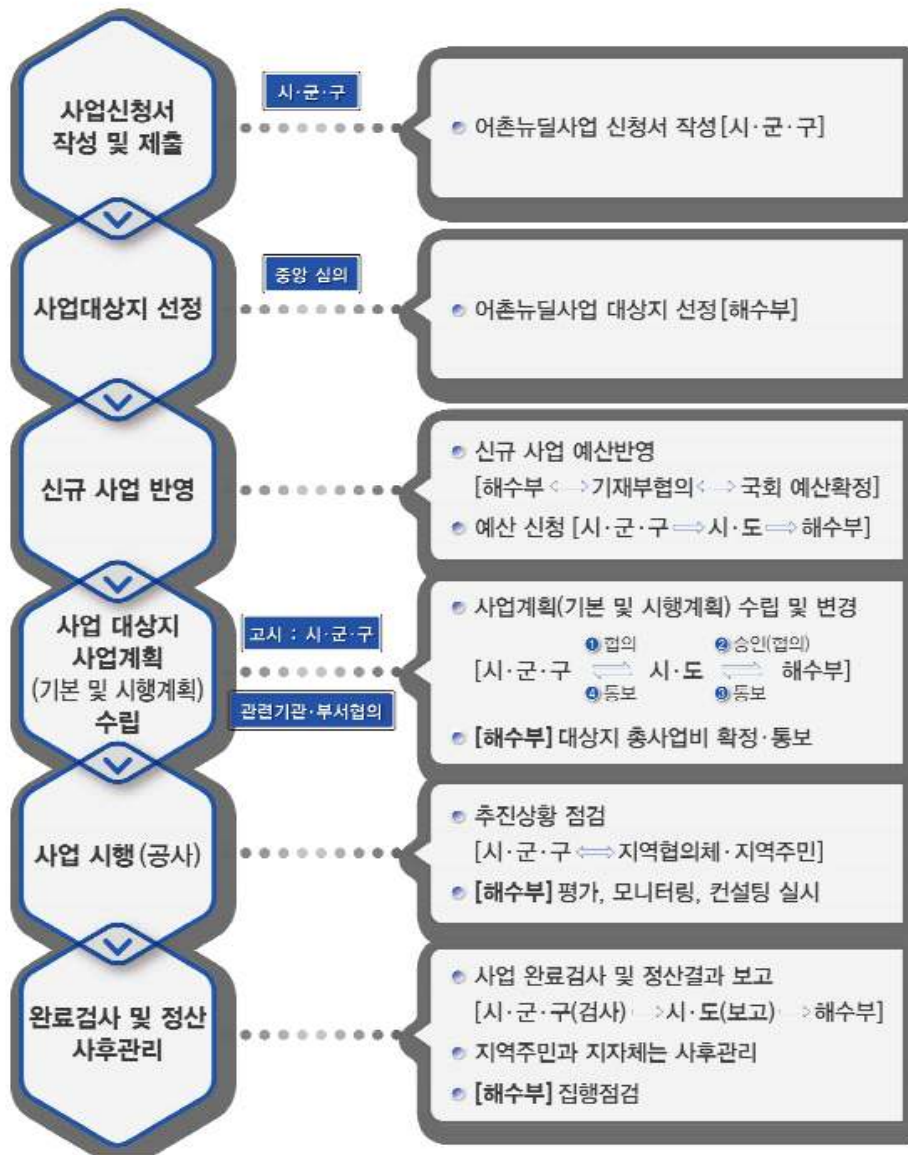 사업신청서
작성 및 제출
시·군·구
어촌뉴딜사업 신청서 작성[시·군·구]
사업대상지 선정
중앙 심의
어촌뉴딜사업 대상지 선정[해수부]
신규 사업 반영
신규 사업 예산반영
[해수부 <-->기재부협의<--> 국회 예산확정]
예산 신청 [시·군·구⟹시·도⟹해수부]
사업 대상지
사업계획
(기본 및 시행계획)
수립
고시 : 시·군·구
관련기관·부서협의
사업계획(기본 및 시행계획) 수립 및 변경
❶협의 ❷승인(협의)
[시·군·구 ⇌ 시·도 ⇌ 해수부]
❹통보 ❸통보
[해수부] 대상지 총사업비 확정·통보
사업 시행(공사)
추진상황 점검
[시·군·구⟺지역협의체·지역주민]
[해수부] 평가, 모니터링, 컨설팅 실시
완료검사 및 정산
사후관리
사업 완료검사 및 정산결과 보고
[시·군·구(검사) -->시·도(보고) -->해수부]
지역주민과 지자체는 사후관리
[해수부] 집행점검